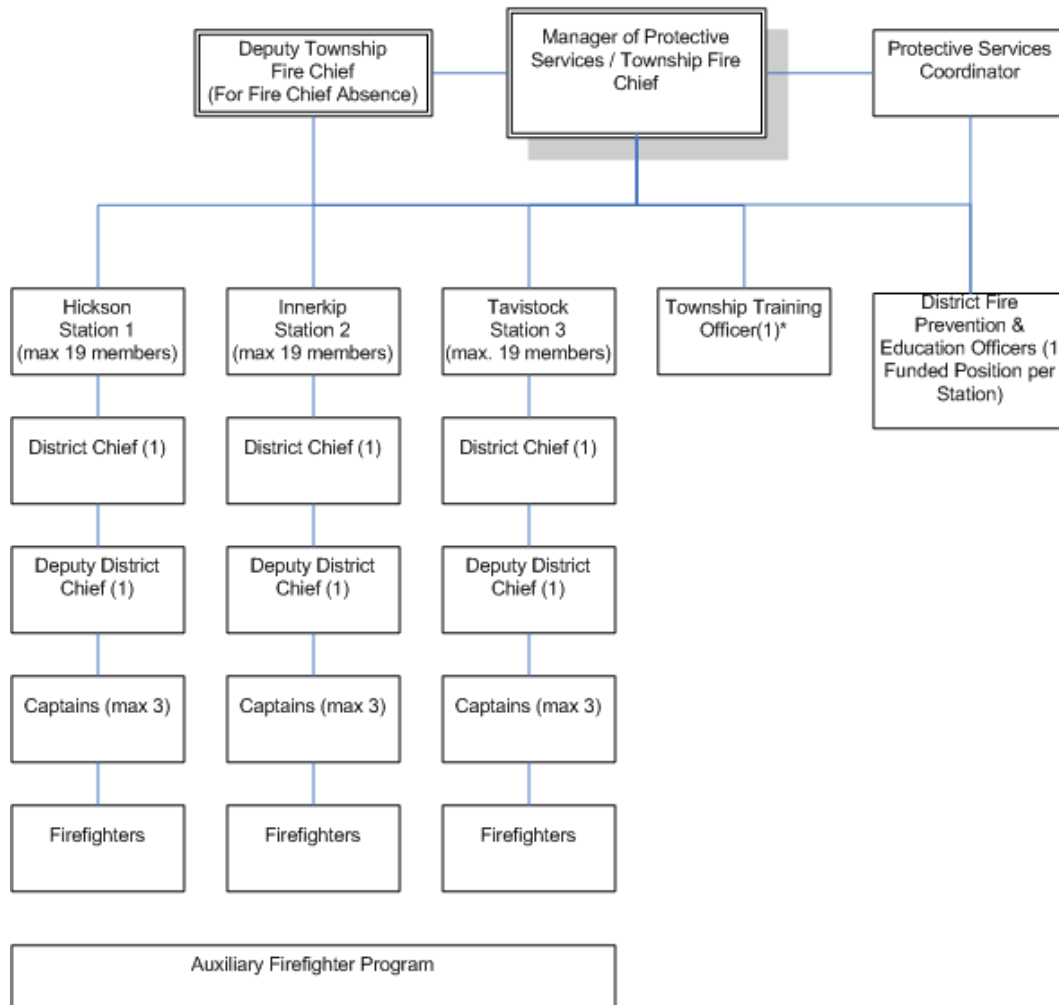 Deputy Township
Fire Chief
(For Fire Chief Absence)
Manager of Protective
Services / Township Fire
Chief
Protective Services
Coordinator
Hickson
Station 1
(max 19 members)
Innerkip
Station 2
(max 19 members)
Tavistock
Station 3
(max. 19 members)
Township Training
Officer(1)*
District Fire
Prevention &
Education Officers (1
Funded Position per
Station)
District Chief (1)
District Chief (1)
District Chief (1)
Deputy District
Chief (1)
Deputy District
Chief (1)
Deputy District
Chief (1)
Captains (max 3)
Captains (max 3)
Captains (max 3)
Firefighters
Firefighters
Firefighters
Auxiliary Firefighter Program